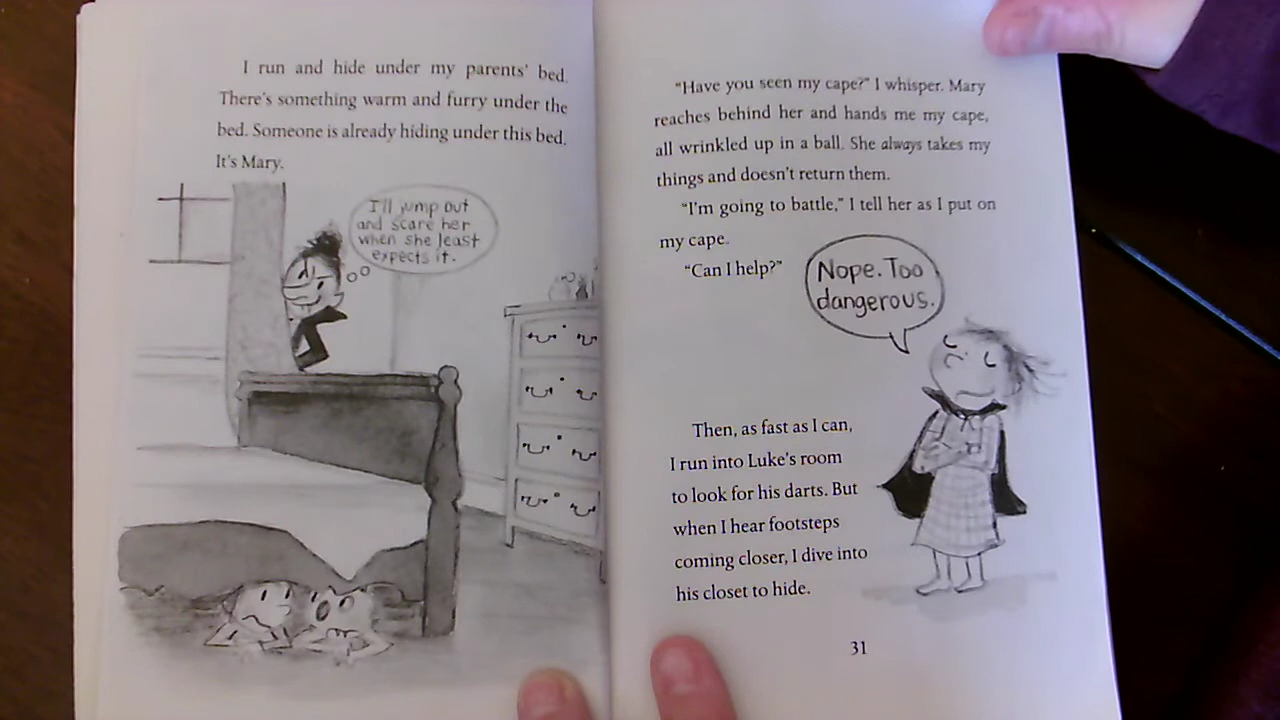 I run and hide under my parents' bed.
There's something warm and furry under the
bed. Someone is already hiding under this bed.
It's Mary.
I'll jump out
and scare her
when she least
expects it.
"Have you seen my cape?" I whisper. Mary
reaches behind her and hands me my cape,
all wrinkled up in a ball. She always takes my
things and doesn't return them.
"I'm going to battle," I tell her as I put on
my cape.
"Can I help?"
Nope. Too
dangerous.
Then, as fast as I can,
I run into Luke's room
to look for his darts. But
when I hear footsteps
coming closer, I dive into
his closet to hide.
31